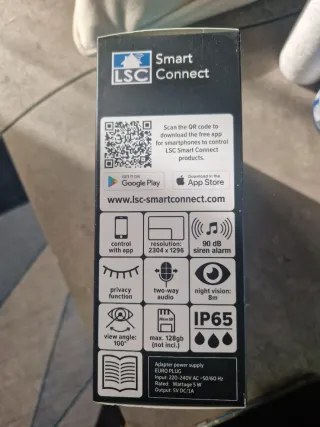 LSC
Smart
Connect
Scan the QR code to
download the free app
for smartphones to control
LSC Smart Connect
products.
GET IT ON
Google Play
Download on the
App Store
www.lsc-smartconnect.com
control
with app
resolution:
2304 x 1296
90 dB
siren alarm
privacy
function
two-way
audio
night vision:
8m
view angle:
100°
Micro SD
max. 128gb
(not incl.)
IP65
Adapter power supply
EURO PLUG
Input: 220-240V AC ~50/60 Hz
Rated: Wattage 5 W
Output: 5V DC/1A